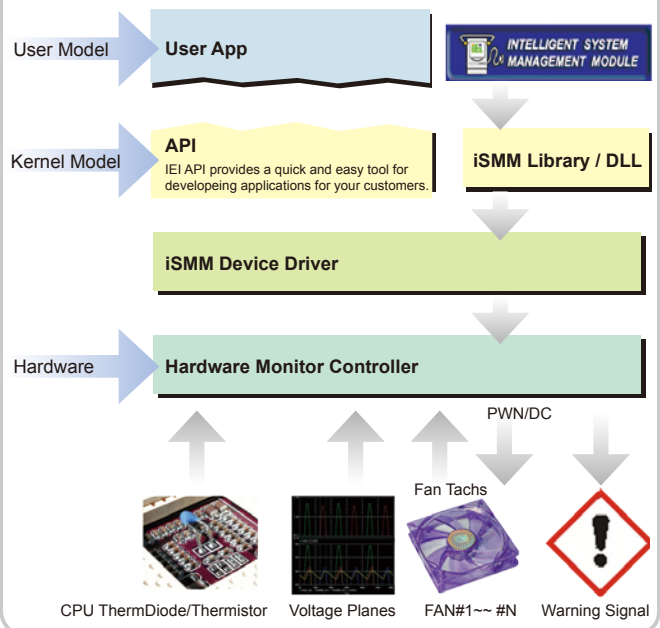 User Model
User App
INTELLIGENT SYSTEM
MANAGEMENT MODULE
Kernel Model
API
IEI API provides a quick and easy tool for
developeing applications for your customers.
iSMM Library / DLL
iSMM Device Driver
Hardware
Hardware Monitor Controller
PWN/DC
Fan Tachs
CPU ThermDiode/Thermistor
Voltage Planes
FAN#1~~ #N
Warning Signal